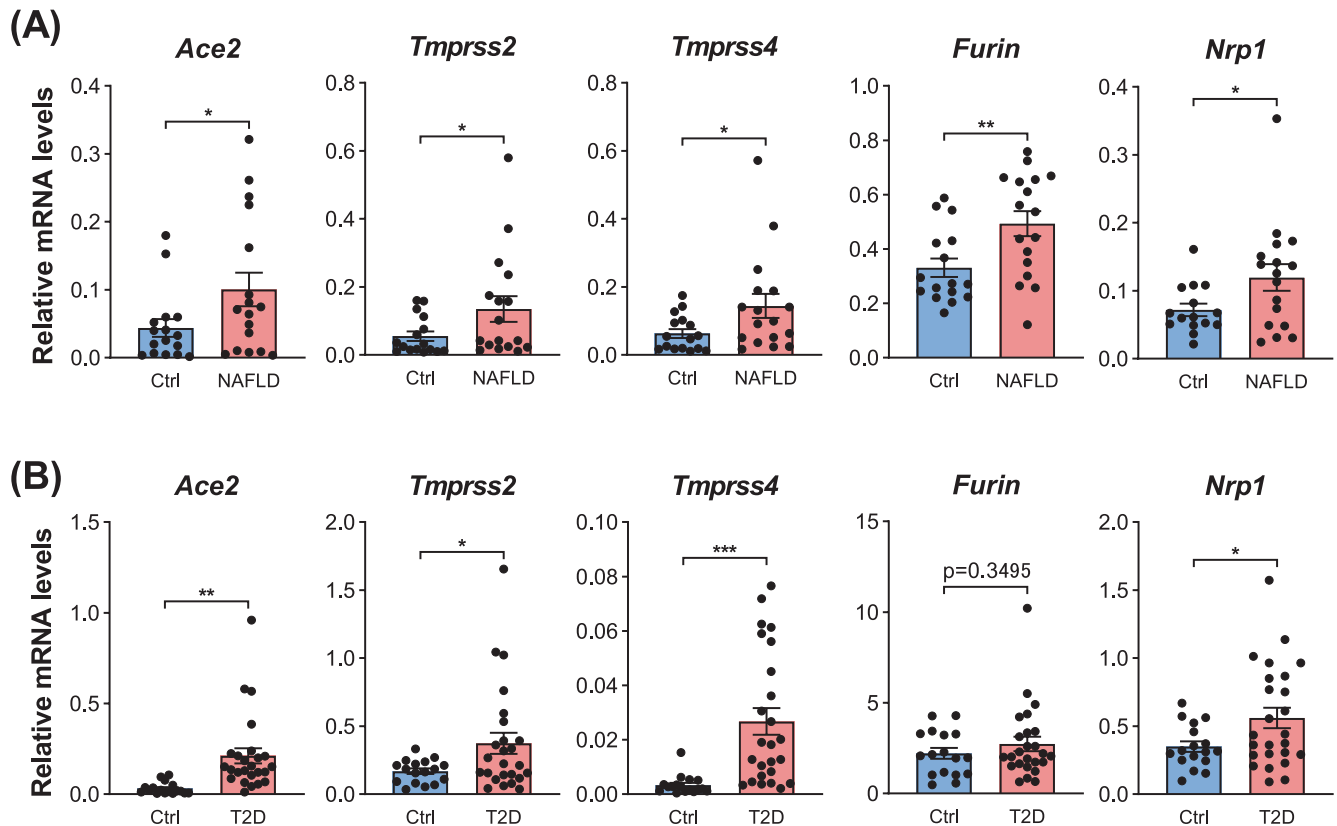 (A)
Ace2 Tmprss2 Tmprss4 Furin Nrp1
Relative mRNA levels
0.4 0.8 0.8 1.0 0.4
* * * ** *
0.8
0.3 0.6 0.6 0.3
0.6
0.2 0.4 0.4 0.2
0.4
0.1 0.2 0.2 0.1
0.2
0.0 0.0 0.0 0.0 0.0
Ctrl NAFLD Ctrl NAFLD Ctrl NAFLD Ctrl NAFLD Ctrl NAFLD
(B)
Ace2 Tmprss2 Tmprss4 Furin Nrp1
Relative mRNA levels
1.5 2.0 0.10 15 2.0
** * *** p=0.3495 *
0.08
1.5 1.5
1.0 0.06 10
1.0 1.0
0.5 0.04 5
0.5 0.5
0.02
0.0 0.0 0.00 0 0.0
Ctrl T2D Ctrl T2D Ctrl T2D Ctrl T2D Ctrl T2D